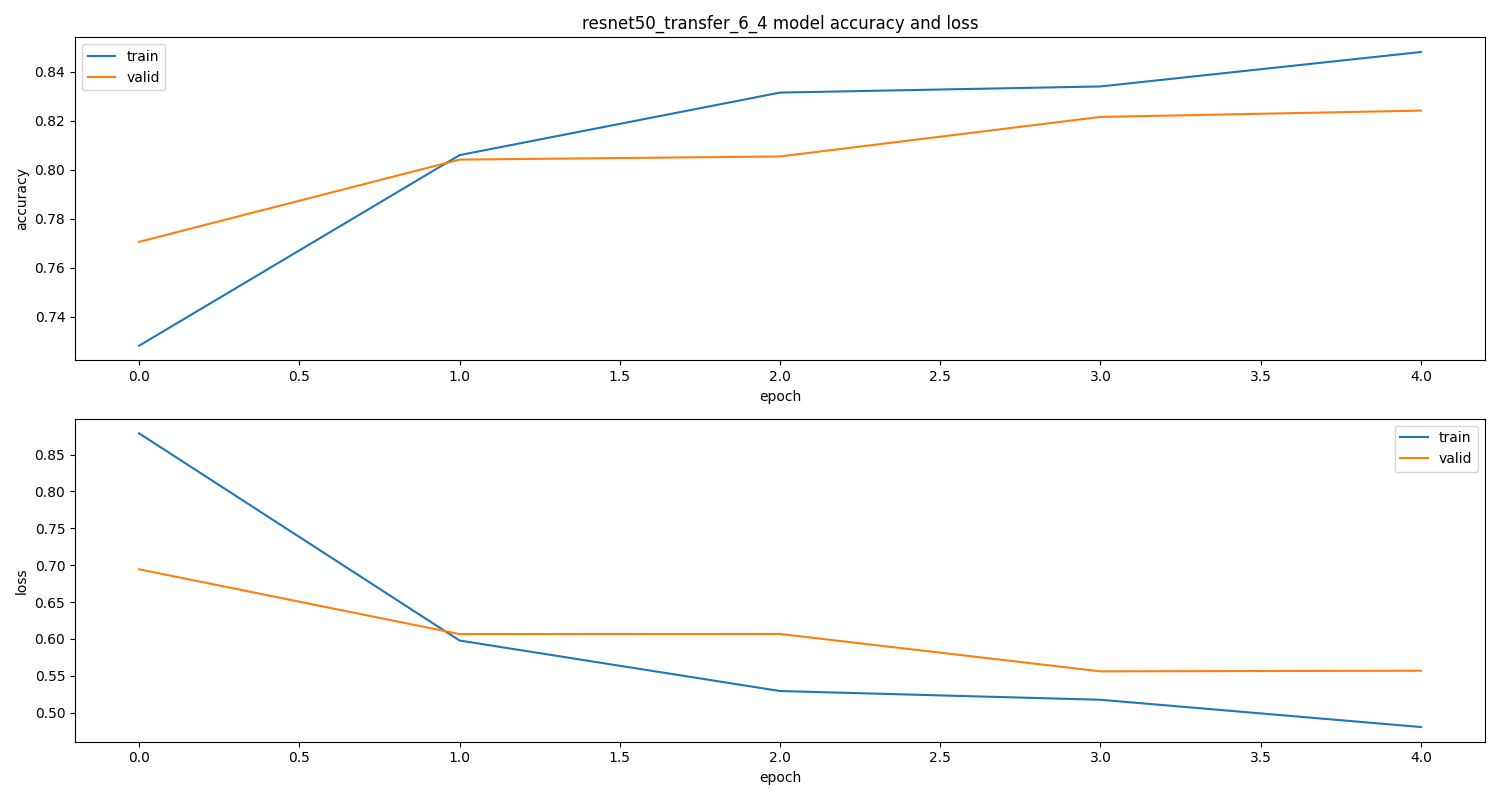 resnet50_transfer_6_4 model accuracy and loss
train
valid
0.84
0.82
0.80
0.78
0.76
0.74
accuracy
0.0 0.5 1.0 1.5 2.0 2.5 3.0 3.5 4.0
epoch
train
valid
0.85
0.80
0.75
0.70
0.65
0.60
0.55
0.50
loss
0.0 0.5 1.0 1.5 2.0 2.5 3.0 3.5 4.0
epoch